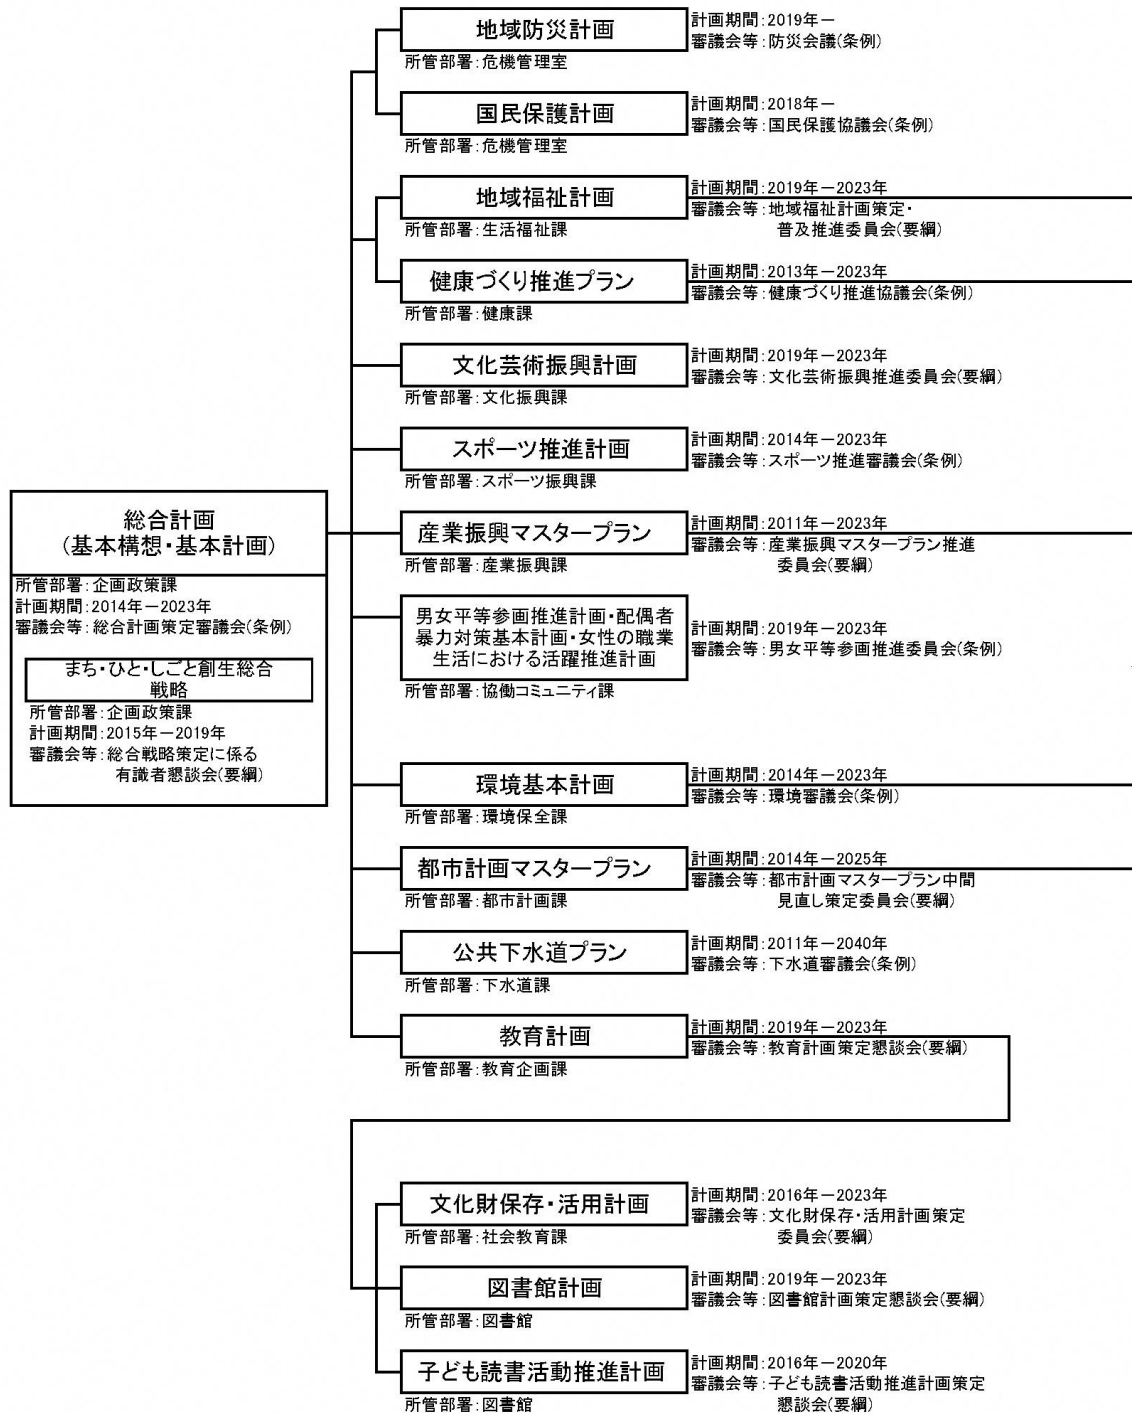 総合計画
(基本構想・基本計画)
所管部署:企画政策課
計画期間:2014年－2023年
審議会等:総合計画策定審議会(条例)
まち・ひと・しごと創生総合
戦略
所管部署:企画政策課
計画期間:2015年－2019年
審議会等:総合戦略策定に係る
有識者懇談会(要綱)
地域防災計画
計画期間:2019年－
審議会等:防災会議(条例)
所管部署:危機管理室
国民保護計画
計画期間:2018年－
審議会等:国民保護協議会(条例)
所管部署:危機管理室
地域福祉計画
計画期間:2019年－2023年
審議会等:地域福祉計画策定・
普及推進委員会(要綱)
所管部署:生活福祉課
健康づくり推進プラン
計画期間:2013年－2023年
審議会等:健康づくり推進協議会(条例)
所管部署:健康課
文化芸術振興計画
計画期間:2019年－2023年
審議会等:文化芸術振興推進委員会(要綱)
所管部署:文化振興課
スポーツ推進計画
計画期間:2014年－2023年
審議会等:スポーツ推進審議会(条例)
所管部署:スポーツ振興課
産業振興マスタープラン
計画期間:2011年－2023年
審議会等:産業振興マスタープラン推進
委員会(要綱)
所管部署:産業振興課
男女平等参画推進計画・配偶者
暴力対策基本計画・女性の職業
生活における活躍推進計画
計画期間:2019年－2023年
審議会等:男女平等参画推進委員会(条例)
所管部署:協働コミュニティ課
環境基本計画
計画期間:2014年－2023年
審議会等:環境審議会(条例)
所管部署:環境保全課
都市計画マスタープラン
計画期間:2014年－2025年
審議会等:都市計画マスタープラン中間
見直し策定委員会(要綱)
所管部署:都市計画課
公共下水道プラン
計画期間:2011年－2040年
審議会等:下水道審議会(条例)
所管部署:下水道課
教育計画
計画期間:2019年－2023年
審議会等:教育計画策定懇談会(要綱)
所管部署:教育企画課
文化財保存・活用計画
計画期間:2016年－2023年
審議会等:文化財保存・活用計画策定
委員会(要綱)
所管部署:社会教育課
図書館計画
計画期間:2019年－2023年
審議会等:図書館計画策定懇談会(要綱)
所管部署:図書館
子ども読書活動推進計画
計画期間:2016年－2020年
審議会等:子ども読書活動推進計画策定
懇談会(要綱)
所管部署:図書館